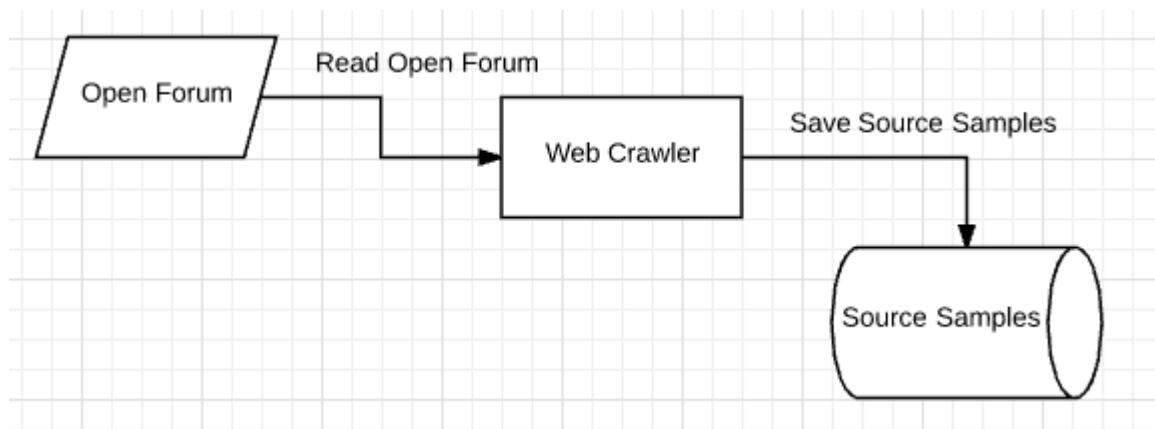 Open Forum
Read Open Forum
Web Crawler
Save Source Samples
Source Samples